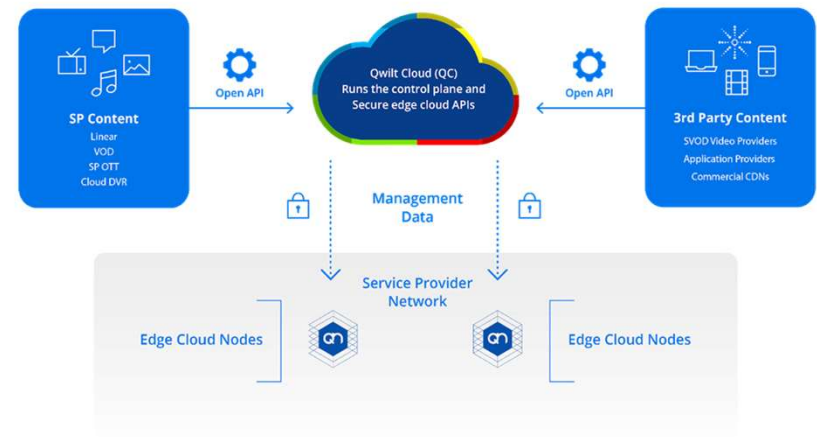 Open API
SP Content
Linear
VOD
SP OTT
Cloud DVR
Qwilt Cloud (QC)
Runs the control plane and
Secure edge cloud APIs
Open API
3rd Party Content
SVOD Video Providers
Application Providers
Commercial CDNs
Management
Data
Service Provider
Network
Edge Cloud Nodes
Edge Cloud Nodes